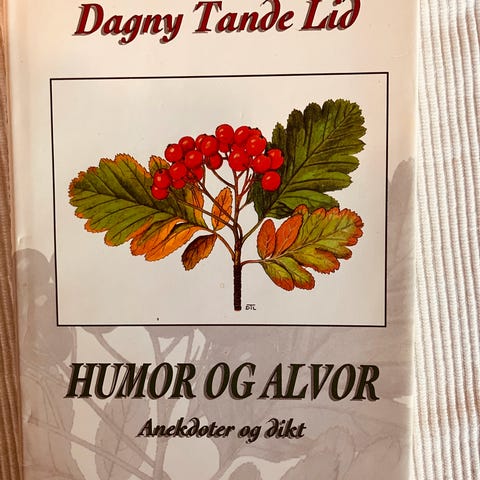 Dagny Tande Lid
DTL
HUMOR OG ALVOR
Anekdoter og dikt